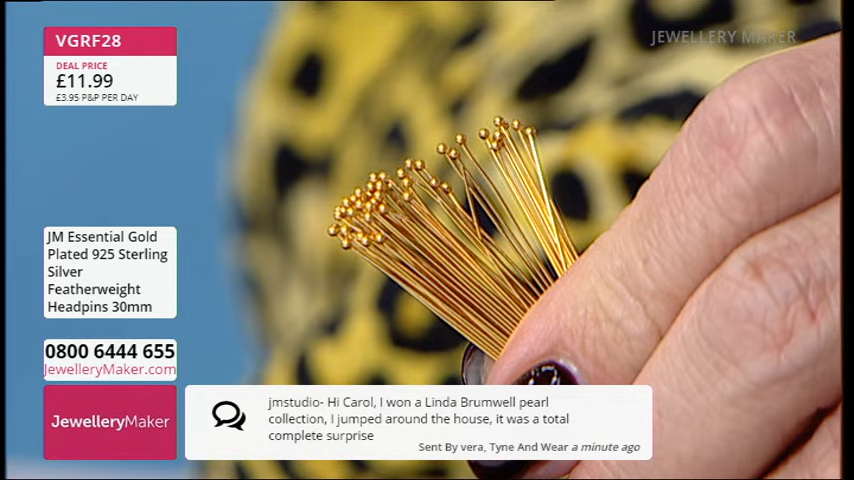 VGRF28
DEAL PRICE
£11.99
£3.95 P&P PER DAY
JEWELLERY MAKER
JM Essential Gold
Plated 925 Sterling
Silver
Featherweight
Headpins 30mm
0800 6444 655
JewelleryMaker.com
JewelleryMaker
jmstudio- Hi Carol, I won a Linda Brumwell pearl
collection, I jumped around the house, it was a total
complete surprise
Sent By vera, Tyne And Wear a minute ago